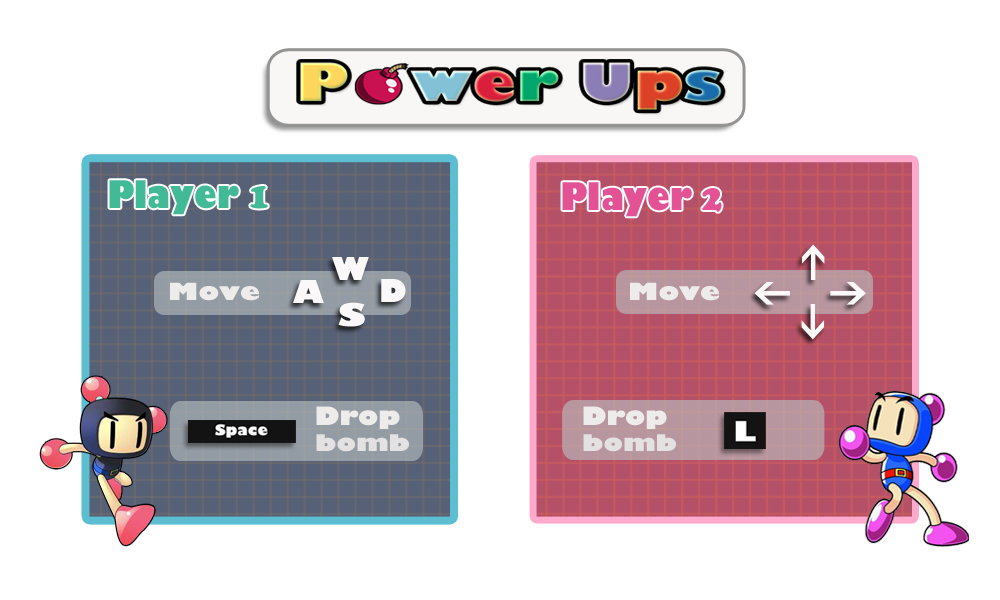 Power Ups
Player 1
Move
W
A
D
S
Space
Drop
bomb
Player 2
Move
↑
← →
↓
Drop
bomb
L